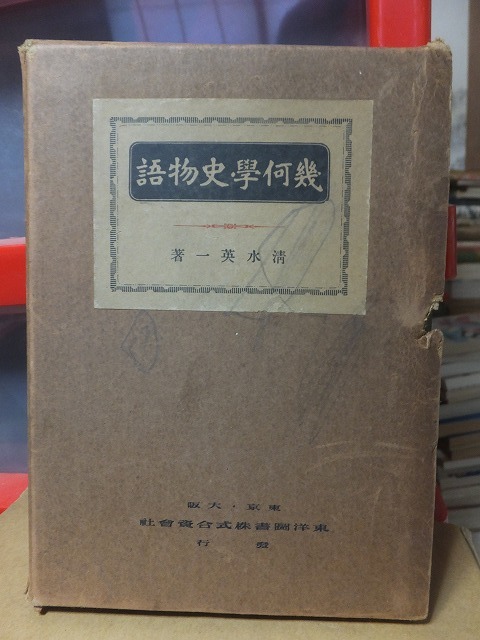 幾何學史物語
清水英一著
東京・大阪
東洋圖書株式合資會社
發行